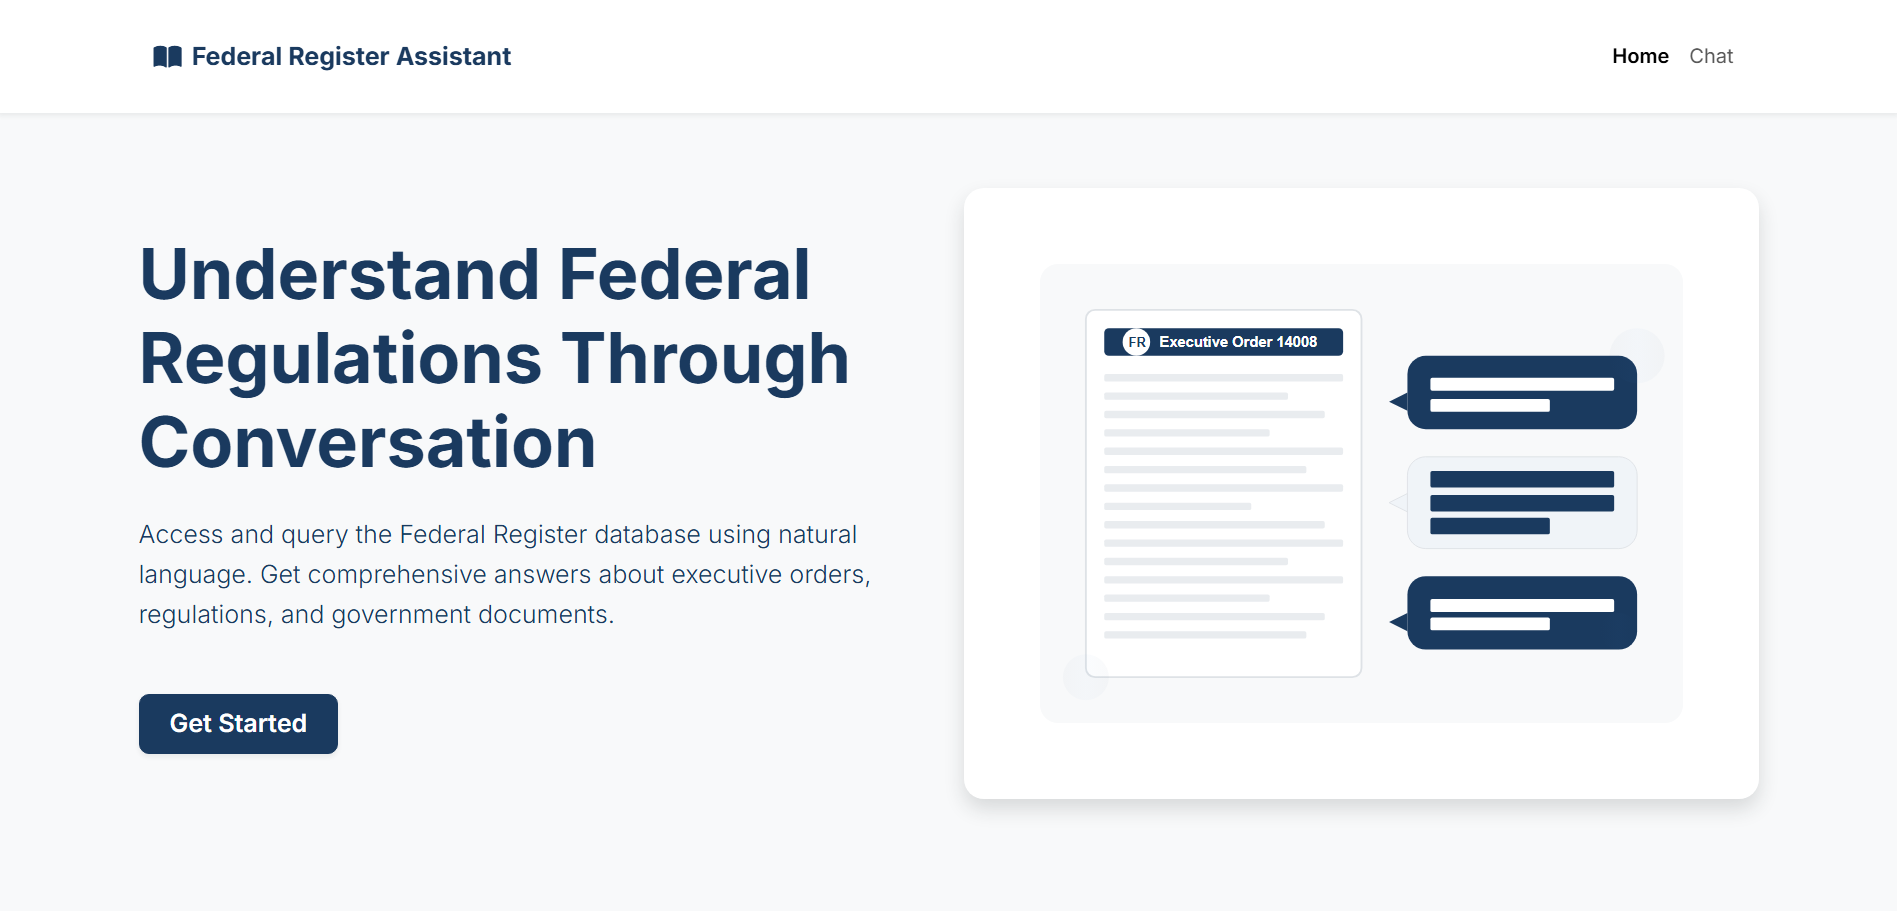 Federal Register Assistant
Home
Chat
Understand Federal
Regulations Through
Conversation
Access and query the Federal Register database using natural
language. Get comprehensive answers about executive orders,
regulations, and government documents.
Get Started
FR
Executive Order 14008